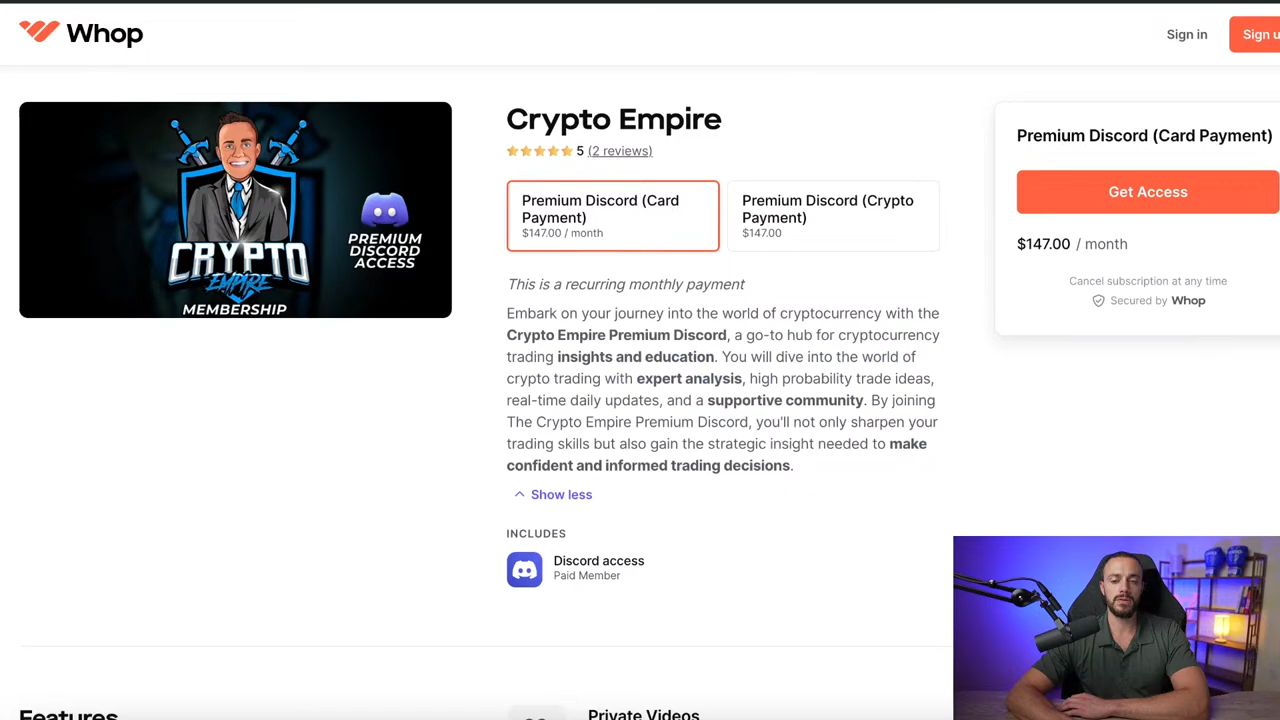 Whop
Sign in
Sign u
CRYPTO
EMPIRE
MEMBERSHIP
PREMIUM
DISCORD
ACCESS
Crypto Empire
5 (2 reviews)
Premium Discord (Card
Payment)
$147.00 / month
Premium Discord (Crypto
Payment)
$147.00
This is a recurring monthly payment
Embark on your journey into the world of cryptocurrency with the
Crypto Empire Premium Discord, a go-to hub for cryptocurrency
trading insights and education. You will dive into the world of
crypto trading with expert analysis, high probability trade ideas,
real-time daily updates, and a supportive community. By joining
The Crypto Empire Premium Discord, you'll not only sharpen your
trading skills but also gain the strategic insight needed to make
confident and informed trading decisions.
Show less
INCLUDES
Discord access
Paid Member
Premium Discord (Card Payment)
Get Access
$147.00 / month
Cancel subscription at any time
Secured by Whop
Features
Private Videos